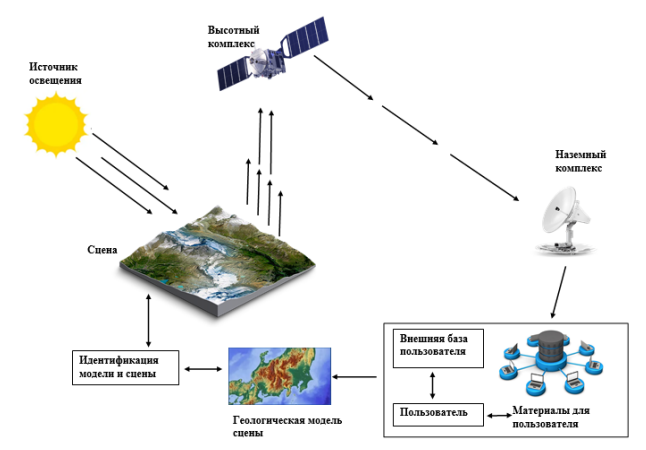 Высотный
комплекс
Источник
освещения
Наземный
комплекс
Сцена
Внешняя база
пользователя
Идентификация
модели и сцены
Пользователь
Материалы для
пользователя
Геологическая модель
сцены